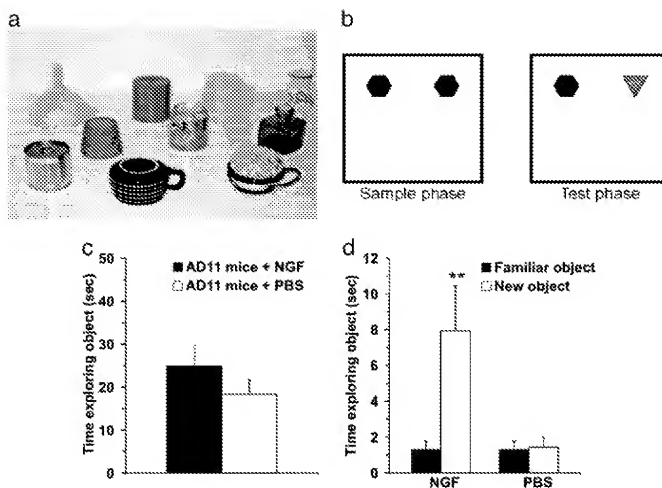 a
b
Sample phase
Test phase
c
Time exploring object (sec)
50
40
30
20
10
0
AD11 mice + NGF
AD11 mice + PBS
d
Time exploring object (sec)
12
10
8
6
4
2
0
Familiar object
New object
**
NGF
PBS